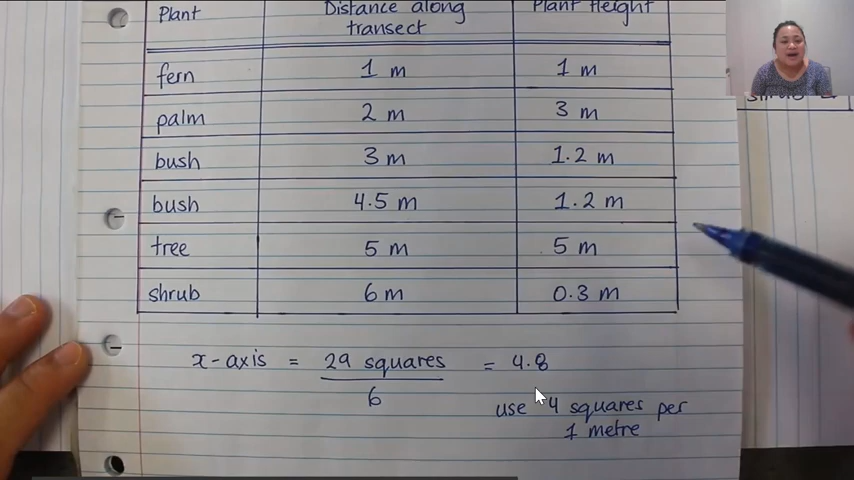 Plant Distance along Plant Height
transect
fern 1 m 1 m
palm 2 m 3 m
bush 3 m 1.2 m
bush 4.5 m 1.2 m
tree 5 m 5 m
shrub 6 m 0.3 m
x-axis = 29 squares = 4.8
6
use 4 squares per
1 metre
shrub